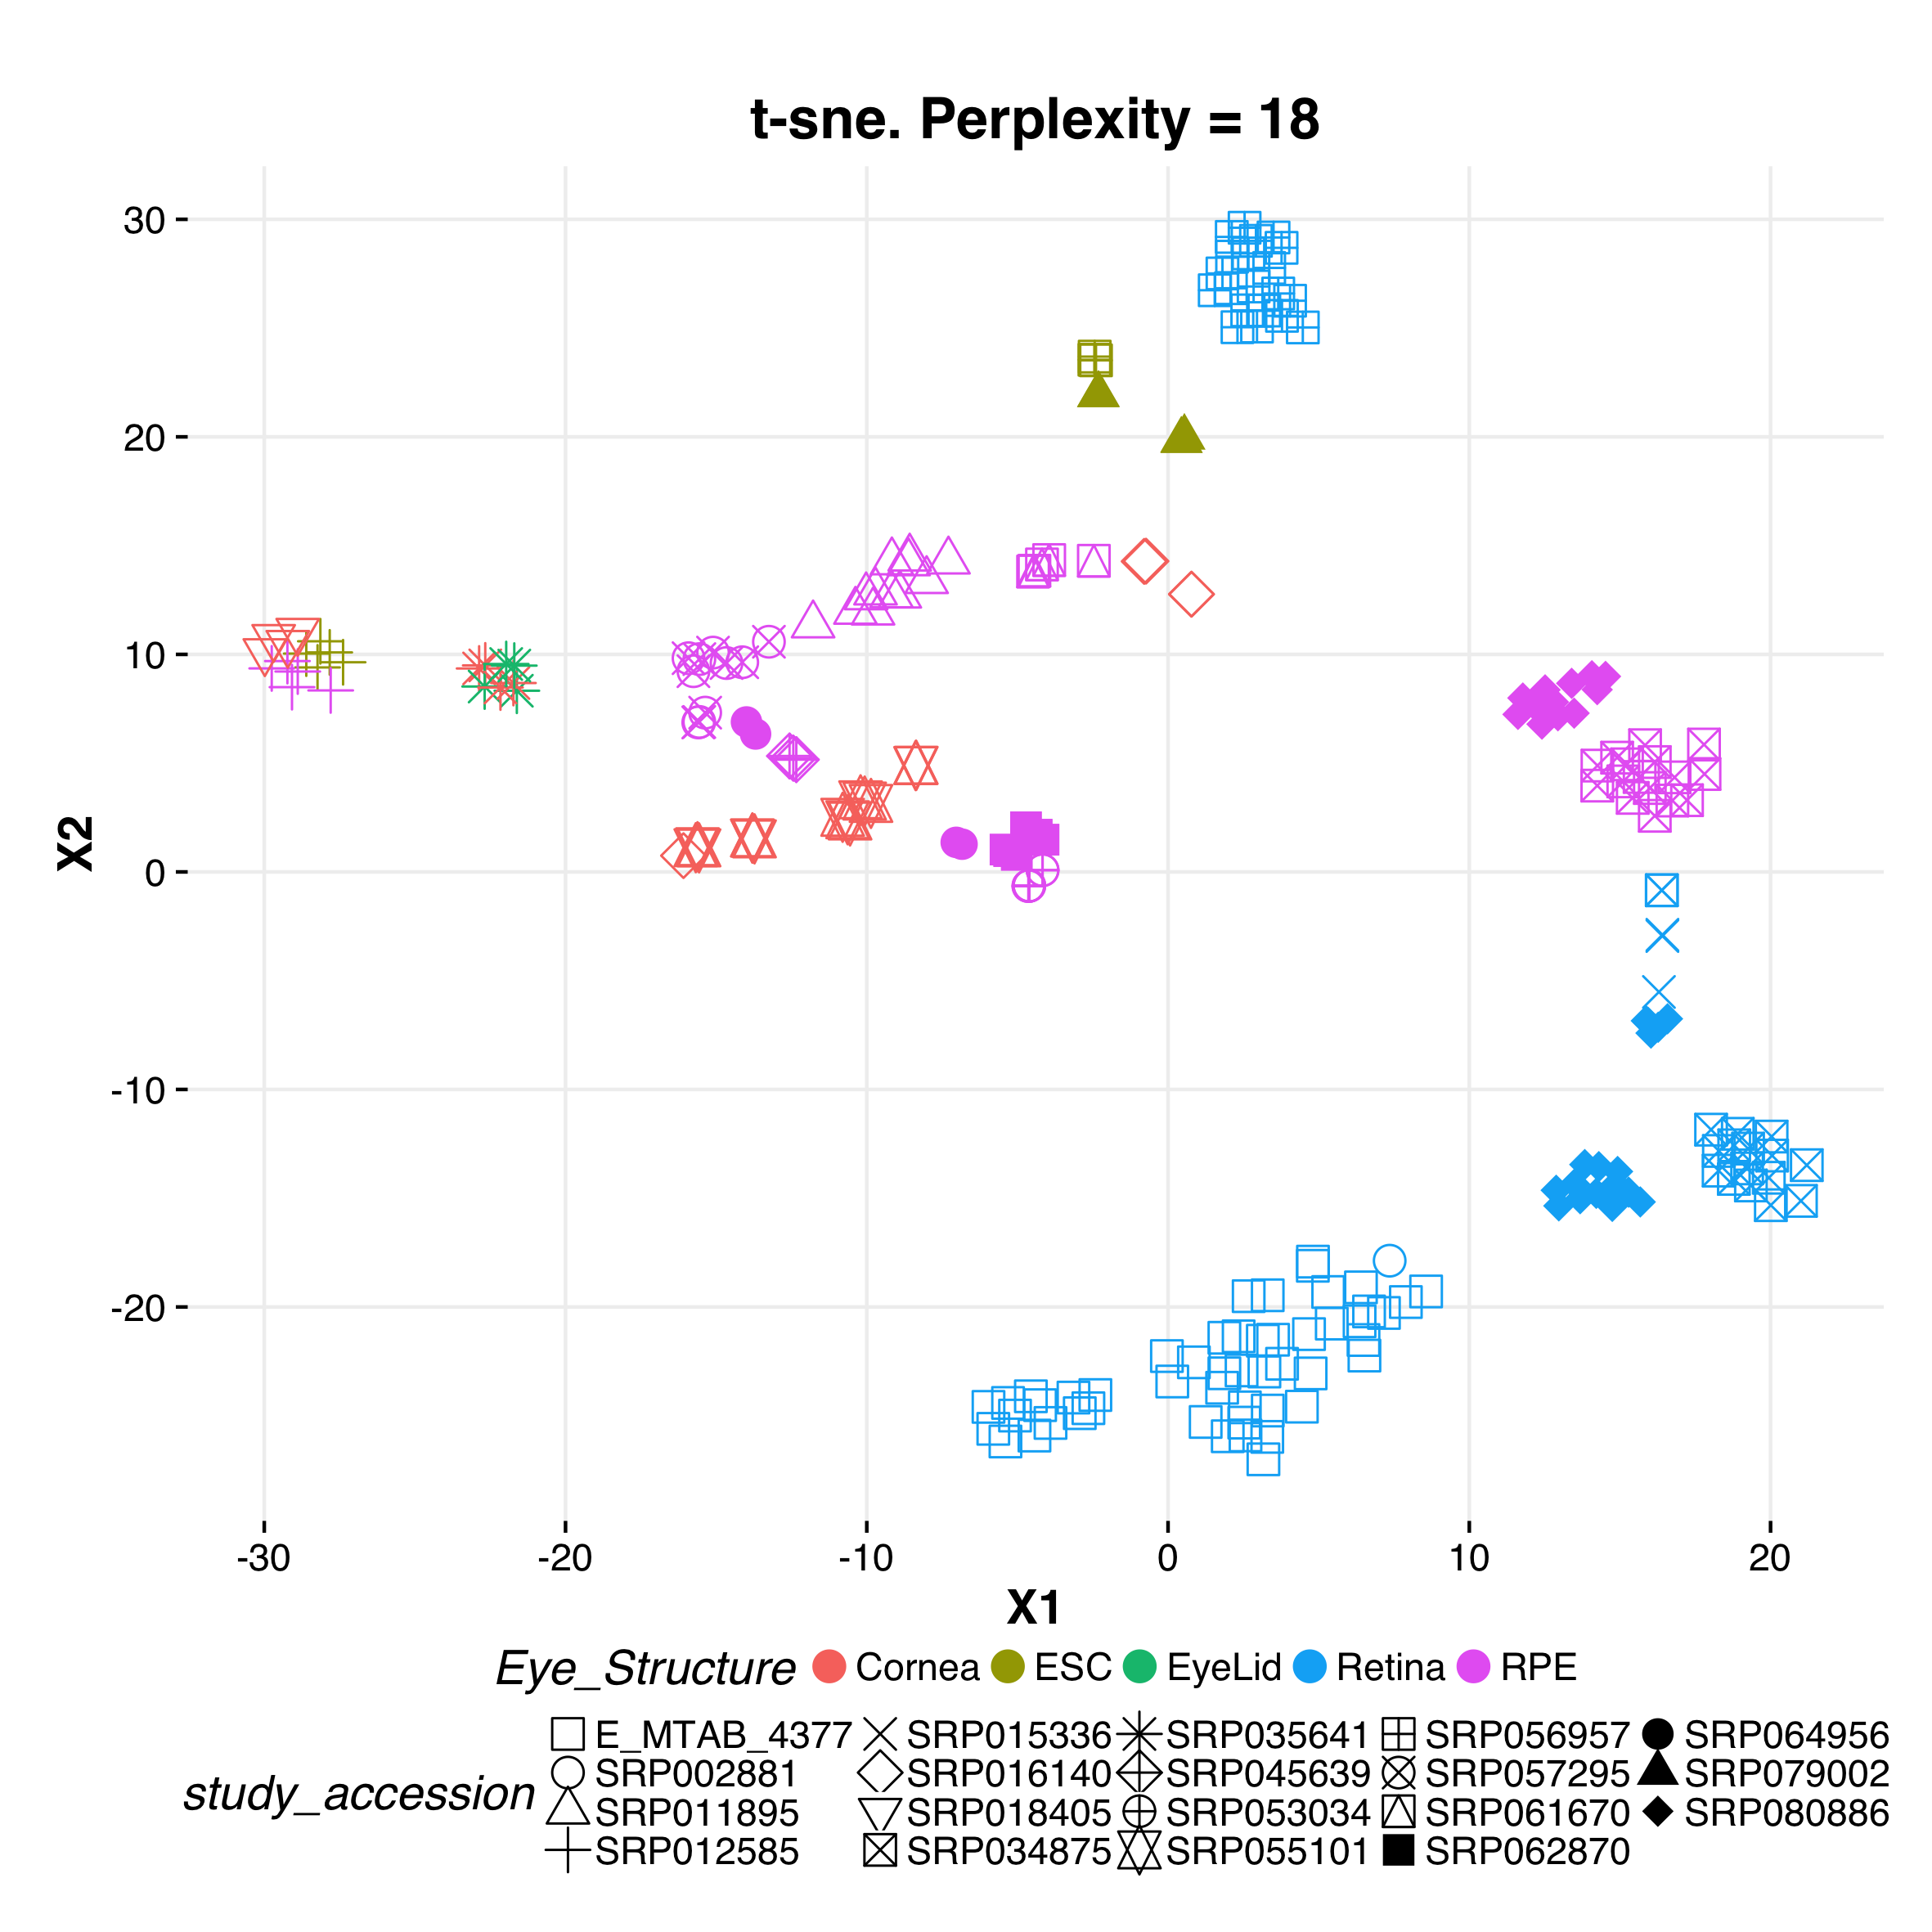 t-sne. Perplexity = 18
30
20
10
0
-10
-20
X2
-30 -20 -10 0 10 20
X1
Eye_Structure Cornea ESC EyeLid Retina RPE
study_accession
E_MTAB_4377 SRP015336 SRP035641 SRP056957 SRP064956
SRP002881 SRP016140 SRP045639 SRP057295 SRP079002
SRP011895 SRP018405 SRP053034 SRP061670 SRP080886
SRP012585 SRP034875 SRP055101 SRP062870